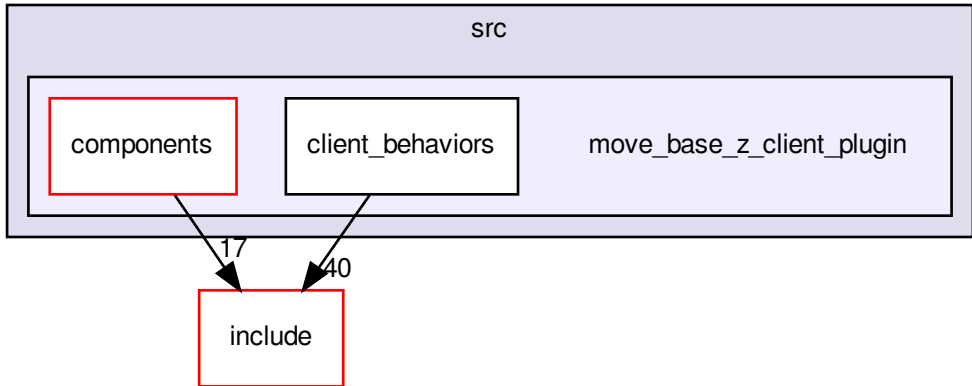 src
components
client_behaviors
move_base_z_client_plugin
17
40
include